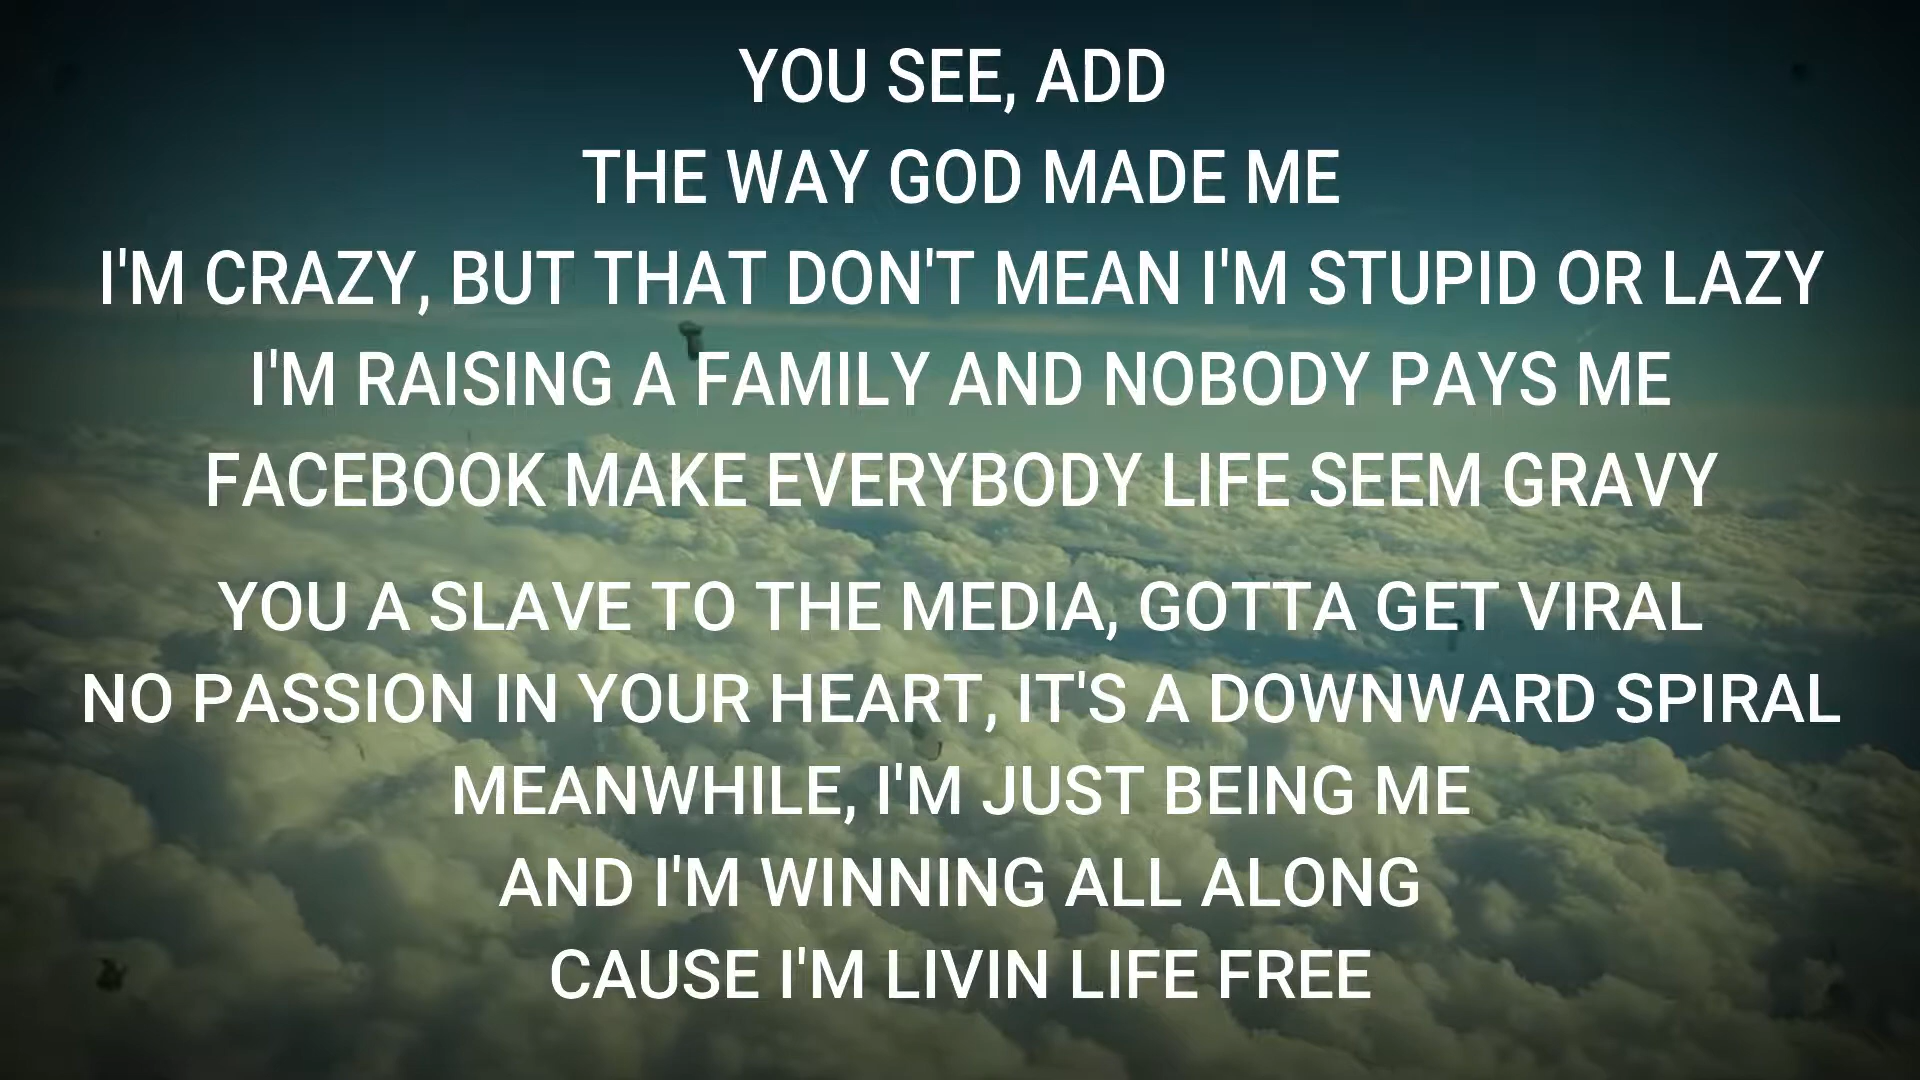 YOU SEE, ADD
THE WAY GOD MADE ME
I'M CRAZY, BUT THAT DON'T MEAN I'M STUPID OR LAZY
I'M RAISING A FAMILY AND NOBODY PAYS ME
FACEBOOK MAKE EVERYBODY LIFE SEEM GRAVY
YOU A SLAVE TO THE MEDIA, GOTTA GET VIRAL
NO PASSION IN YOUR HEART, IT'S A DOWNWARD SPIRAL
MEANWHILE, I'M JUST BEING ME
AND I'M WINNING ALL ALONG
CAUSE I'M LIVIN LIFE FREE